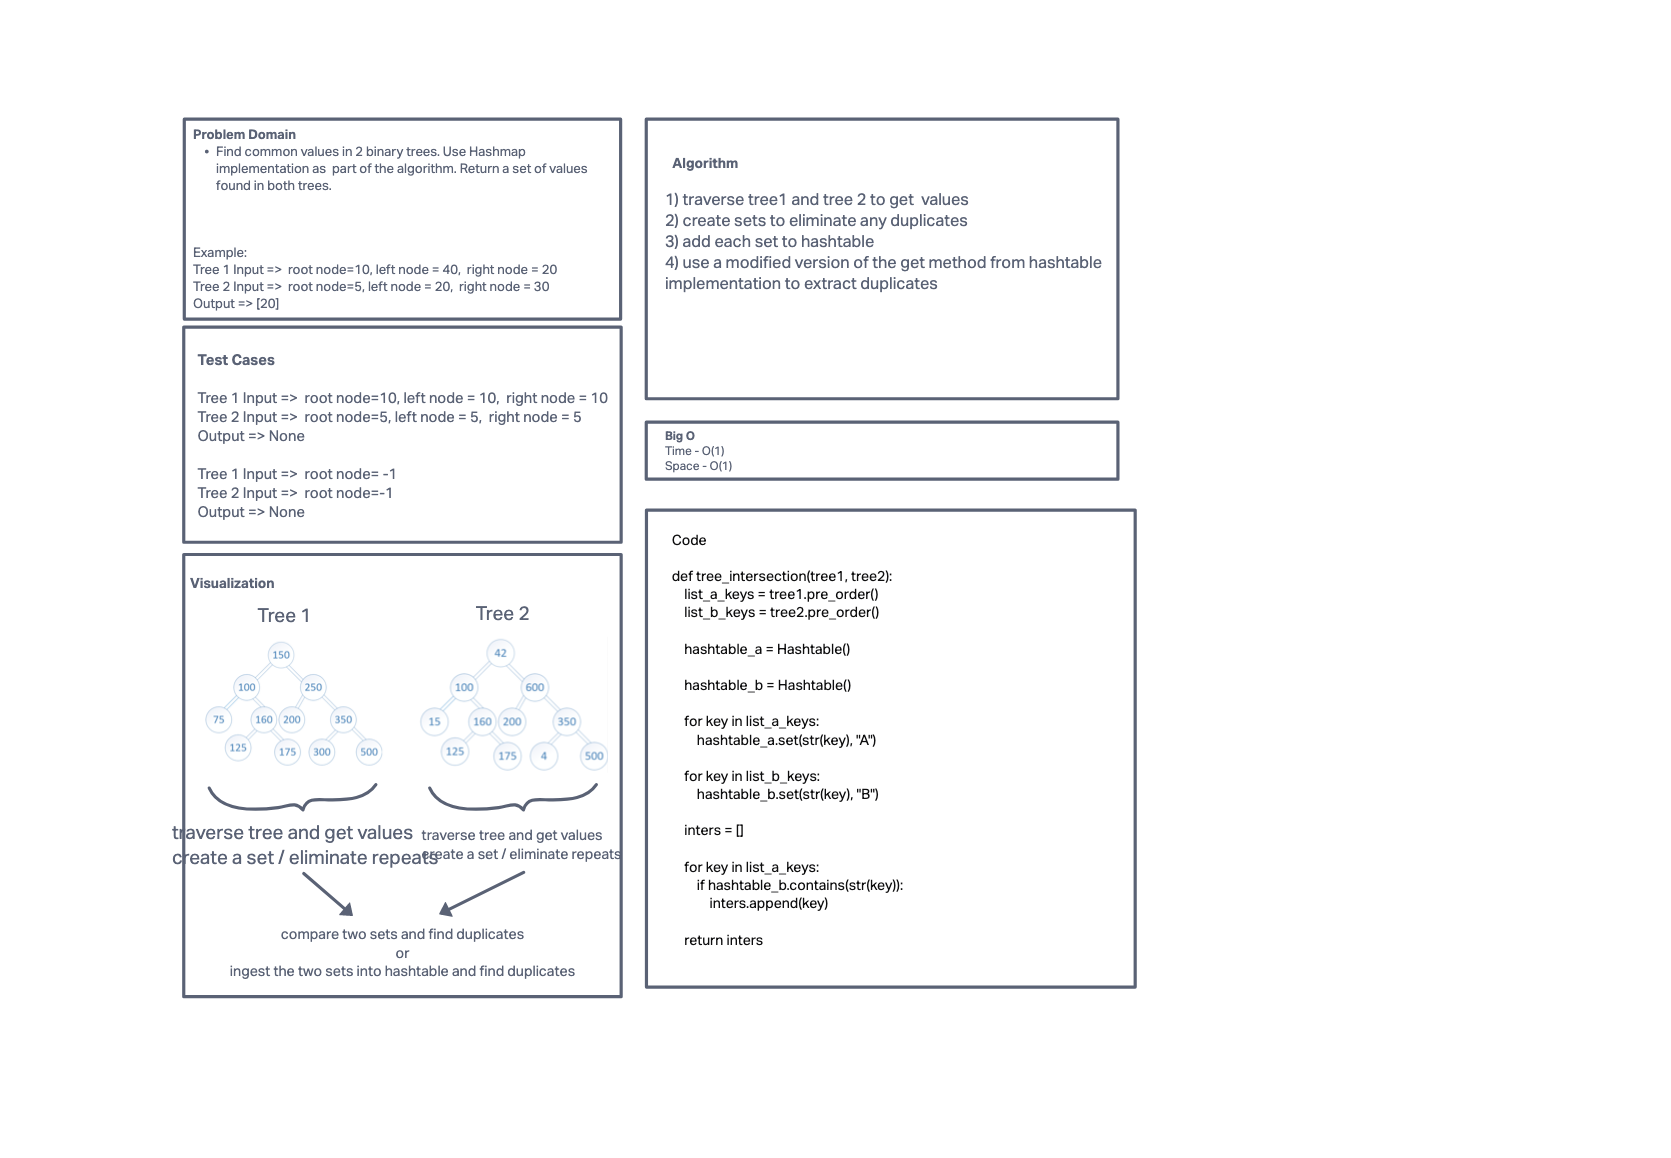 Problem Domain
• Find common values in 2 binary trees. Use Hashmap
implementation as  part of the algorithm. Return a set of values
found in both trees.
Example:
Tree 1 Input =>  root node=10, left node = 40,  right node = 20
Tree 2 Input =>  root node=5, left node = 20,  right node = 30
Output => [20]
Test Cases
Tree 1 Input =>  root node=10, left node = 10,  right node = 10
Tree 2 Input =>  root node=5, left node = 5,  right node = 5
Output => None
Tree 1 Input =>  root node= -1
Tree 2 Input =>  root node=-1
Output => None
Visualization
Tree 1
150
100 250
75 160 200 350
125 175 300 500
traverse tree and get values
create a set / eliminate repeats
Tree 2
42
100 600
15 160 200 350
125 175 4 500
traverse tree and get values
create a set / eliminate repeats
compare two sets and find duplicates
or
ingest the two sets into hashtable and find duplicates
Algorithm
1) traverse tree1 and tree 2 to get  values
2) create sets to eliminate any duplicates
3) add each set to hashtable
4) use a modified version of the get method from hashtable
implementation to extract duplicates
Big O
Time - O(1)
Space - O(1)
Code
def tree_intersection(tree1, tree2):
list_a_keys = tree1.pre_order()
list_b_keys = tree2.pre_order()
hashtable_a = Hashtable()
hashtable_b = Hashtable()
for key in list_a_keys:
hashtable_a.set(str(key), "A")
for key in list_b_keys:
hashtable_b.set(str(key), "B")
inters = []
for key in list_a_keys:
if hashtable_b.contains(str(key)):
inters.append(key)
return inters